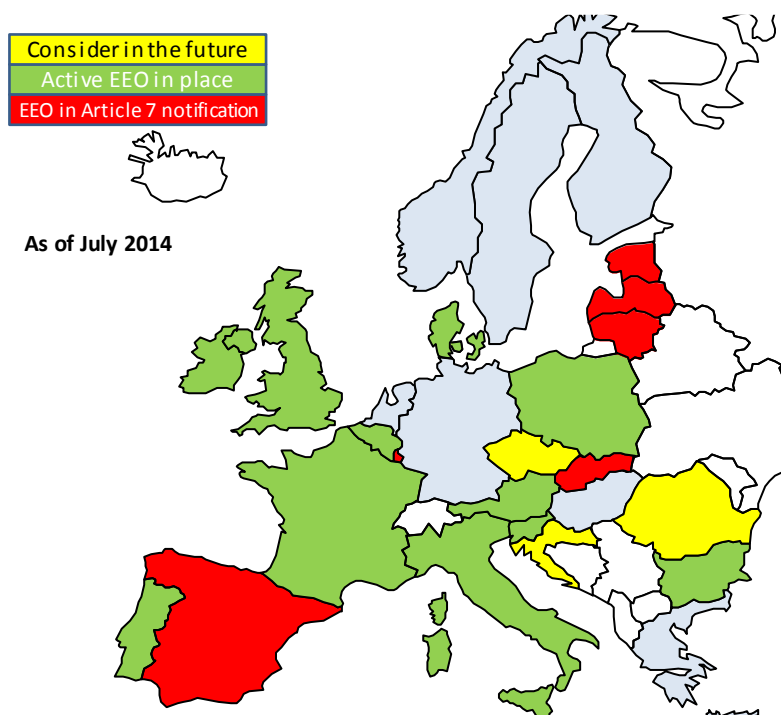 Consider in the future
Active EEO in place
EEO in Article 7 notification
As of July 2014